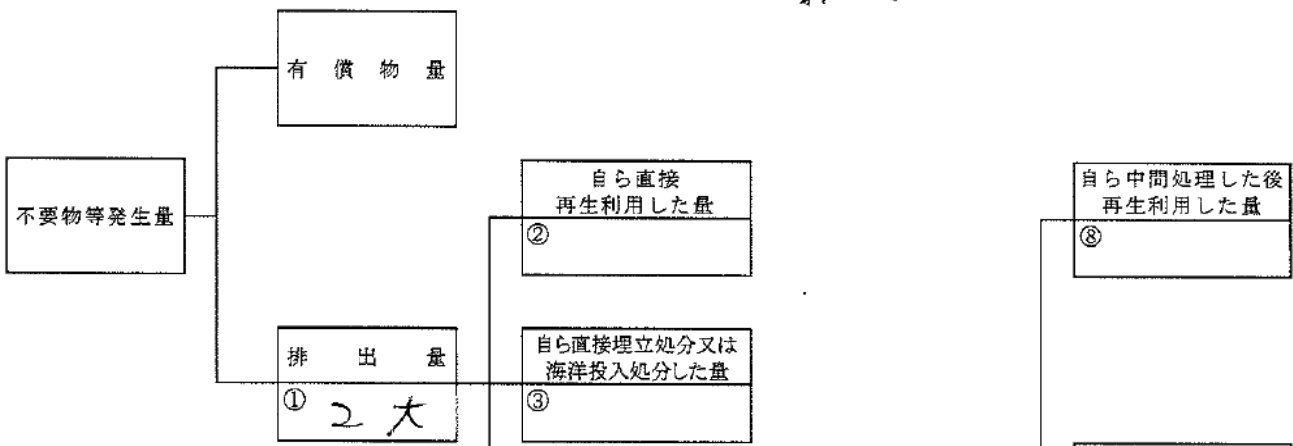 有償物量
不要物等発生量
自ら直接
再生利用した量
②
自ら中間処理した後
再生利用した量
⑧
排出量
①
自ら直接埋立処分又は
海洋投入処分した量
③